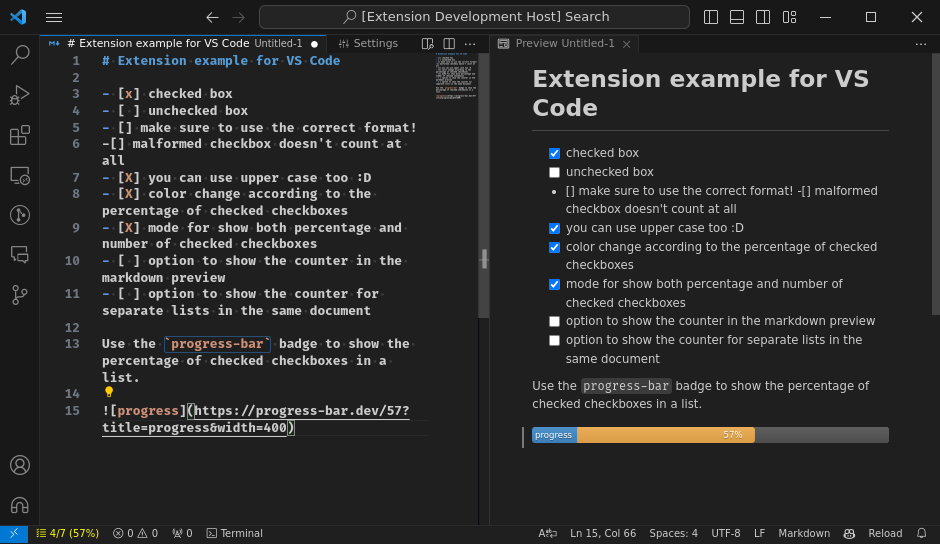 [Extension Development Host] Search
# Extension example for VS Code Untitled-1
Settings
Preview Untitled-1
1 # Extension example for VS Code
2
3 - [x] checked box
4 - [ ] unchecked box
5 - [] make sure to use the correct format!
6 -[] malformed checkbox doesn't count at
all
7 - [X] you can use upper case too :D
8 - [X] color change according to the
percentage of checked checkboxes
9 - [X] mode for show both percentage and
number of checked checkboxes
10 - [ ] option to show the counter in the
markdown preview
11 - [ ] option to show the counter for
separate lists in the same document
12
13 Use the `progress-bar` badge to show the
percentage of checked checkboxes in a
list.
14
15 ![progress](https://progress-bar.dev/57?
title=progress&width=400)
Extension example for VS
Code
checked box
unchecked box
• [] make sure to use the correct format! -[] malformed
checkbox doesn't count at all
you can use upper case too :D
color change according to the percentage of checked
checkboxes
mode for show both percentage and number of
checked checkboxes
option to show the counter in the markdown preview
option to show the counter for separate lists in the
same document
Use the progress-bar badge to show the percentage of
checked checkboxes in a list.
progress 57%
4/7 (57%) 0 0 0 Terminal Ln 15, Col 66 Spaces: 4 UTF-8 LF Markdown Reload